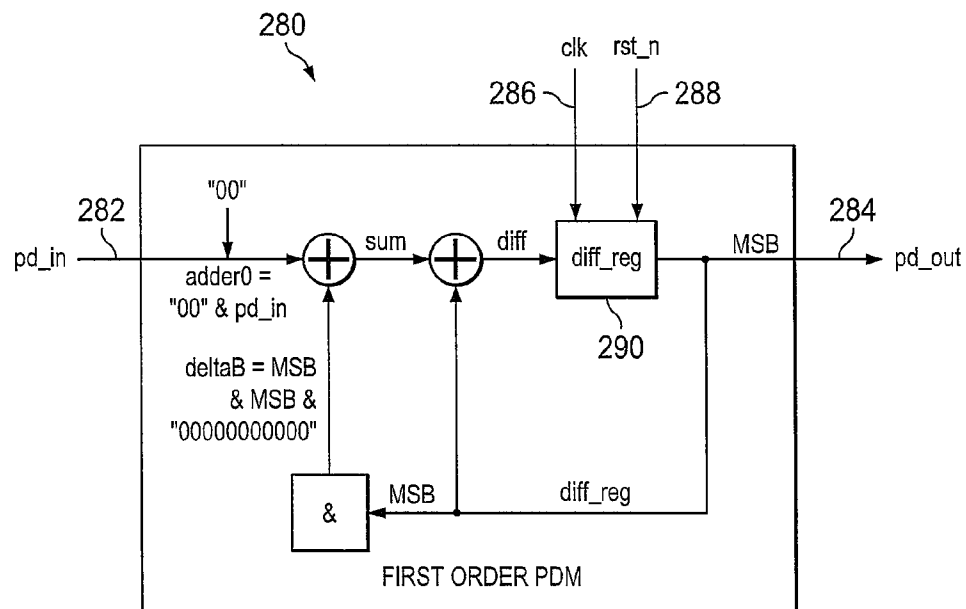 280
clk
rst_n
286
288
"00"
282
284
pd_in
sum
diff
diff_reg
MSB
pd_out
adder0 =
"00" & pd_in
290
deltaB = MSB
& MSB &
"00000000000"
&
MSB
diff_reg
FIRST ORDER PDM